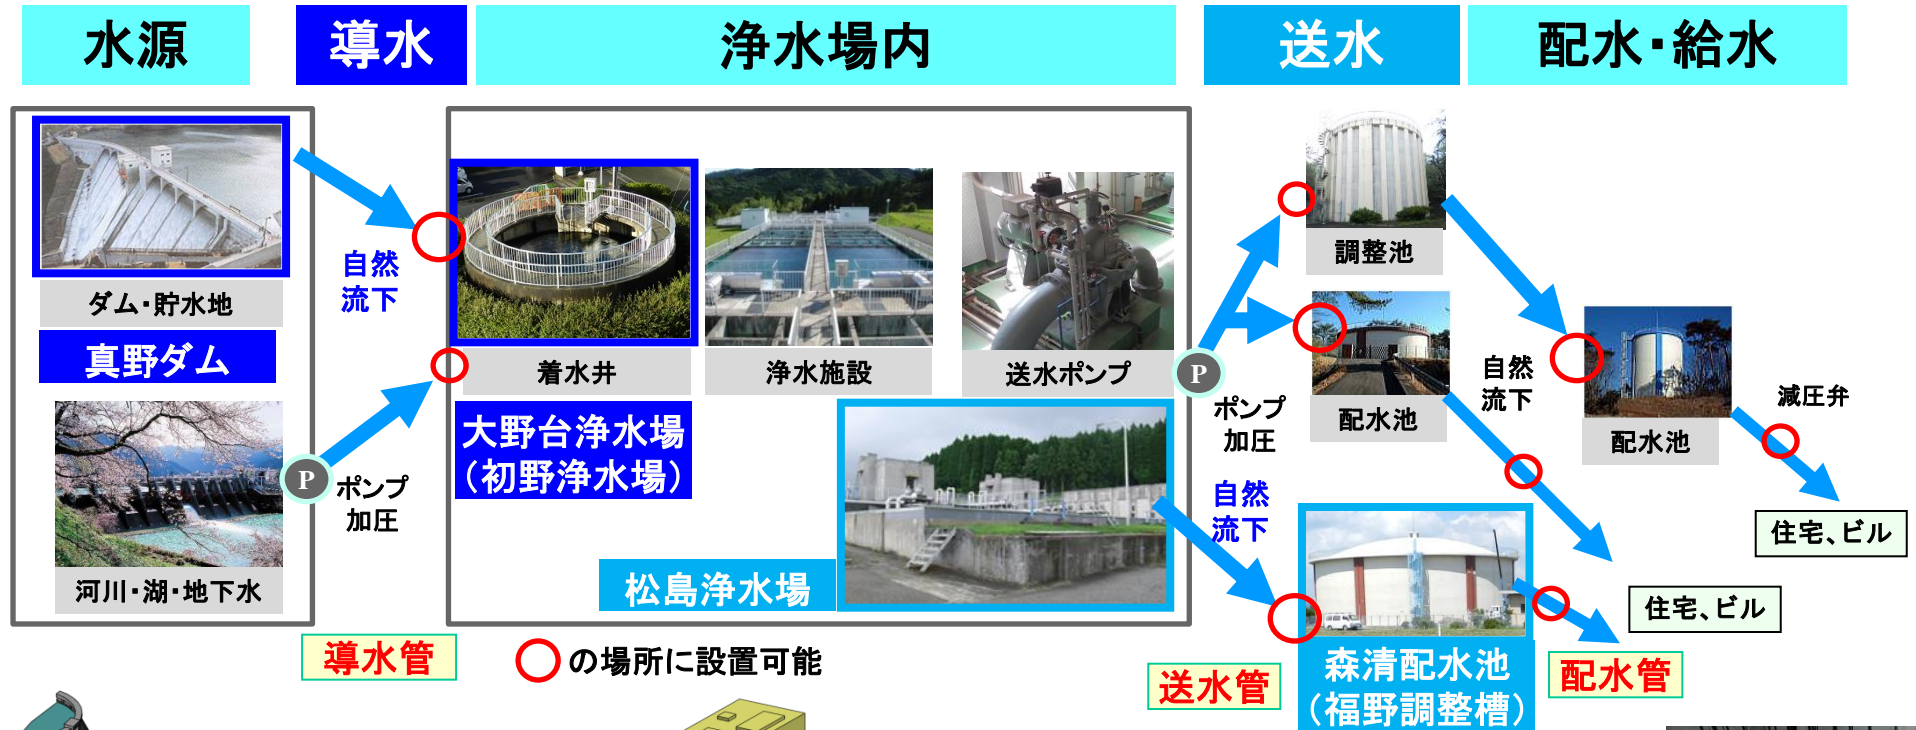 水源
導水
浄水場内
送水
配水・給水
ダム・貯水地
真野ダム
河川・湖・地下水
自然
流下
P
ポンプ
加圧
導水管
着水井
大野台浄水場
（初野浄水場）
浄水施設
送水ポンプ
松島浄水場
○の場所に設置可能
P
ポンプ
加圧
自然
流下
送水管
調整池
配水池
森清配水池
（福野調整槽）
自然
流下
配水池
減圧弁
住宅、ビル
住宅、ビル
配水管